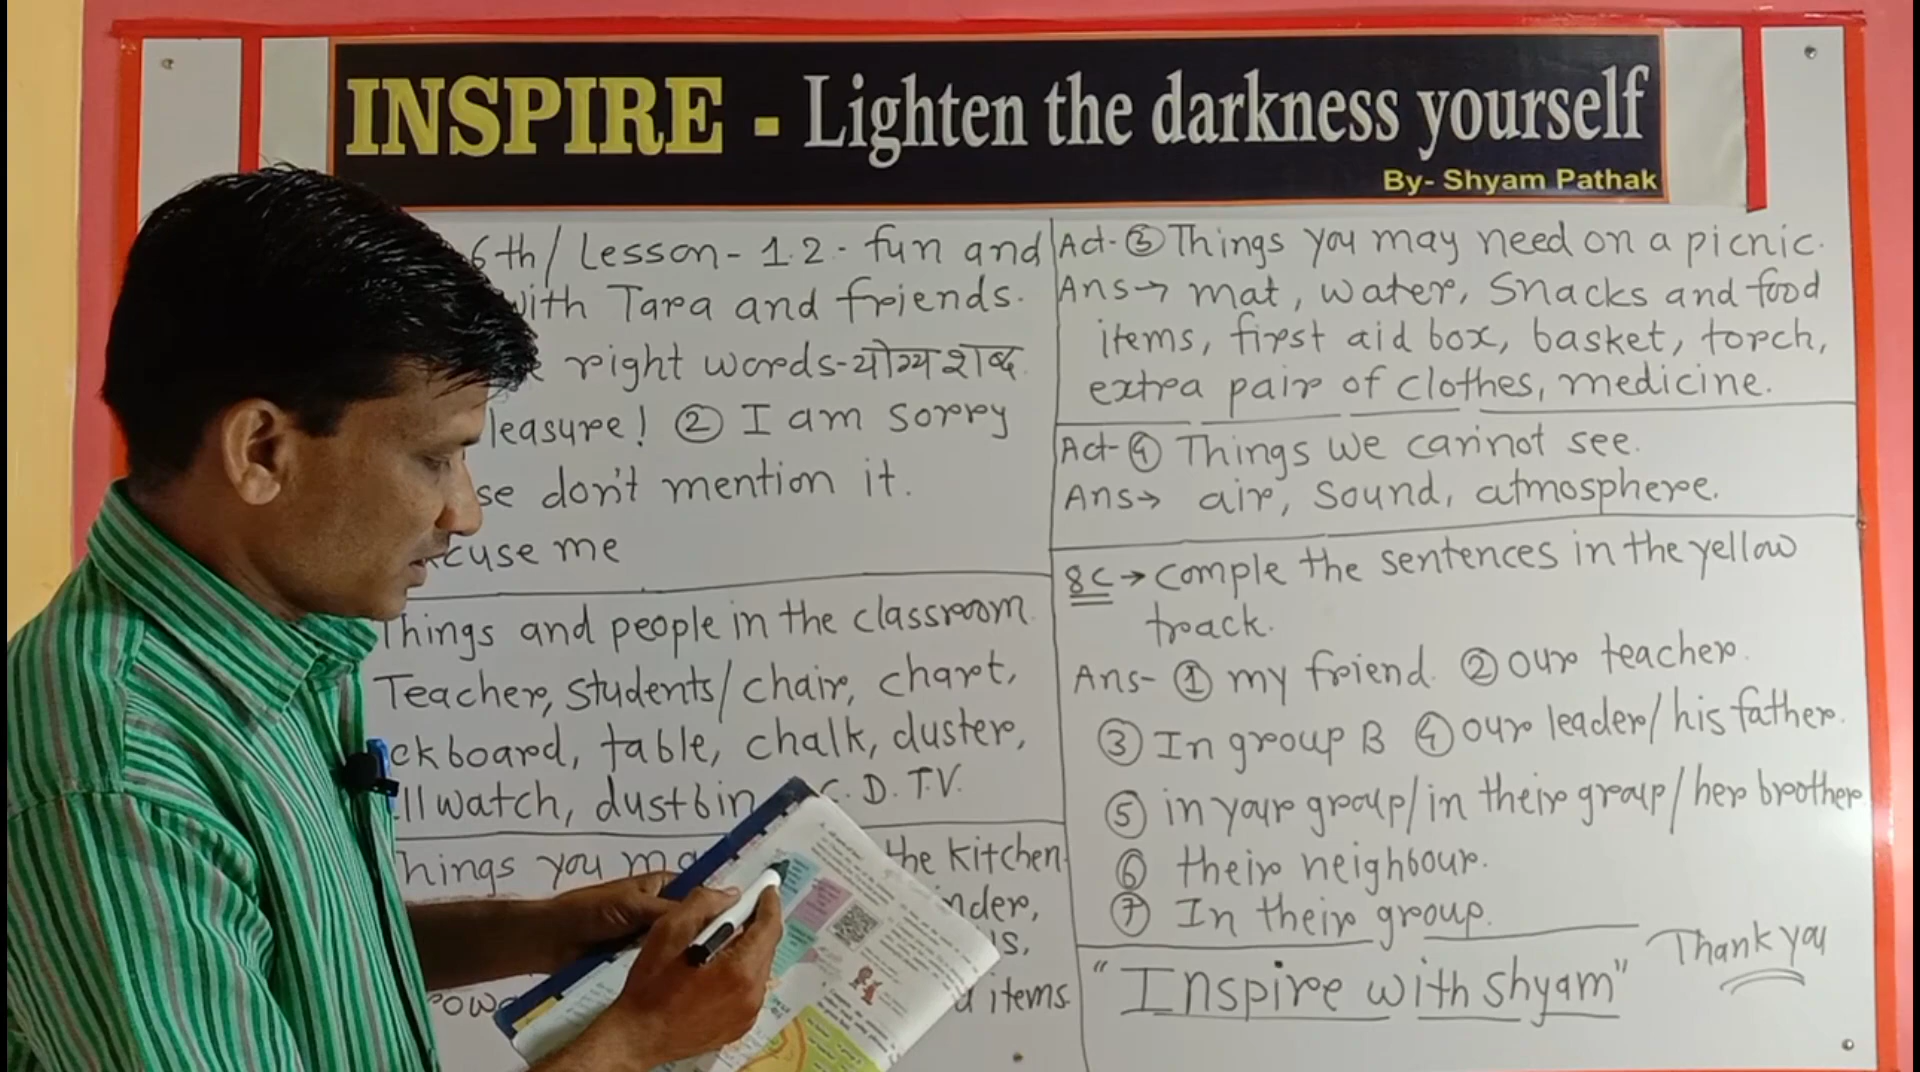 INSPIRE - Lighten the darkness yourself
By- Shyam Pathak
6th/ Lesson - 1.2 - fun and
with Tara and friends.
right words - योग्य शब्द
leasure! ② I am sorry
se don't mention it.
cuse me
Things and people in the classroom.
Teacher, Students/ chair, chart,
ckboard, table, chalk, duster,
ll watch, dustbin, C.D. T.V.
Things you ma the kitchen.
nder,
s,
pow items
Act- Things you may need on a picnic.
Ans → mat, water, Snacks and food
items, first aid box, basket, torch,
extra pair of clothes, medicine.
Act-④ Things we cannot see.
Ans → air, sound, atmosphere.
8C → Comple the sentences in the yellow
track.
Ans- ① my friend. ② our teacher.
③ In group B ④ our leader/ his father.
⑤ in your group/ in their group/ her brother
⑥ their neighbour.
⑦ In their group.
"Inspire with shyam"
Thank you